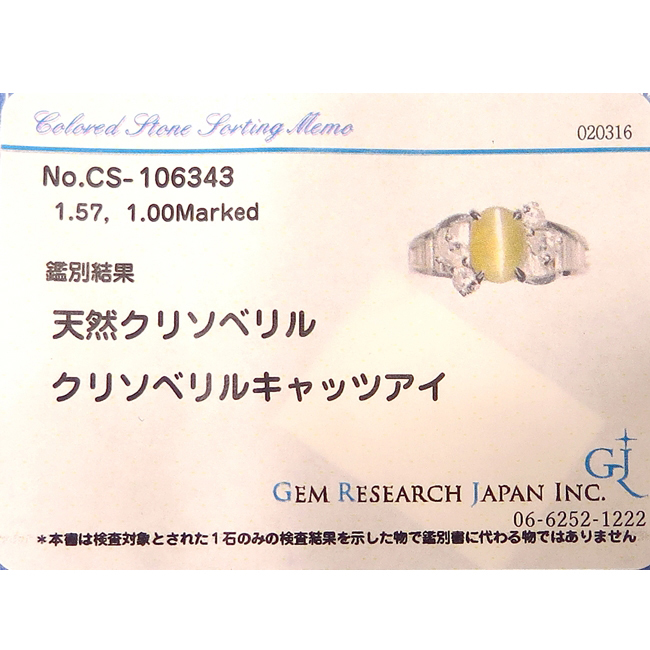 Colored Stone Sorting Memo
020316
No.CS-106343
1.57, 1.00Marked
鑑別結果
天然クリソベリル
クリソベリルキャッツアイ
GJ
GEM RESEARCH JAPAN INC.
06-6252-1222
*本書は検査対象とされた1石のみの検査結果を示した物で鑑別書に代わる物ではありません